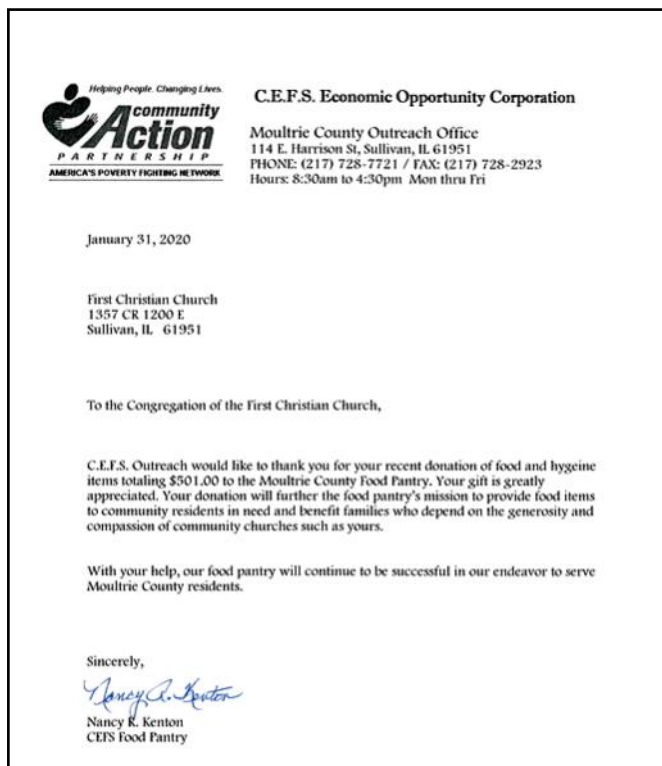 Helping People. Changing Lives.
community
Action
PARTNERSHIP
AMERICA'S POVERTY FIGHTING NETWORK
C.E.F.S. Economic Opportunity Corporation
Moultrie County Outreach Office
114 E. Harrison St, Sullivan, IL 61951
PHONE: (217) 728-7721 / FAX: (217) 728-2923
Hours: 8:30am to 4:30pm Mon thru Fri
January 31, 2020
First Christian Church
1357 CR 1200 E
Sullivan, IL 61951
To the Congregation of the First Christian Church,
C.E.F.S. Outreach would like to thank you for your recent donation of food and hygeine
items totaling $501.00 to the Moultrie County Food Pantry. Your gift is greatly
appreciated. Your donation will further the food pantry's mission to provide food items
to community residents in need and benefit families who depend on the generosity and
compassion of community churches such as yours.
With your help, our food pantry will continue to be successful in our endeavor to serve
Moultrie County residents.
Sincerely,
Nancy R. Kenton
Nancy R. Kenton
CEFS Food Pantry